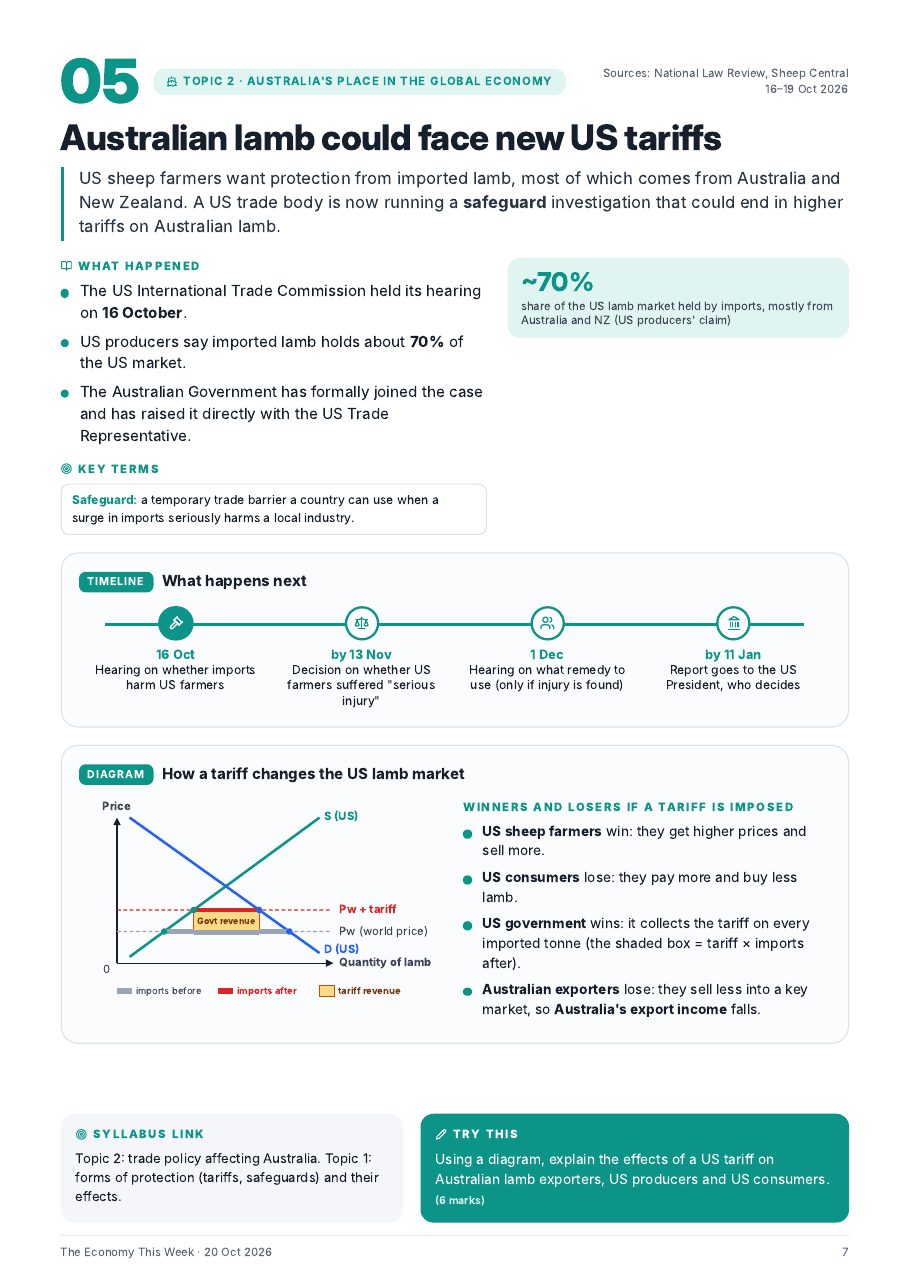 05
TOPIC 2 · AUSTRALIA'S PLACE IN THE GLOBAL ECONOMY
Sources: National Law Review, Sheep Central
16–19 Oct 2026
Australian lamb could face new US tariffs
US sheep farmers want protection from imported lamb, most of which comes from Australia and
New Zealand. A US trade body is now running a safeguard investigation that could end in higher
tariffs on Australian lamb.
WHAT HAPPENED
The US International Trade Commission held its hearing
on 16 October.
US producers say imported lamb holds about 70% of
the US market.
The Australian Government has formally joined the case
and has raised it directly with the US Trade
Representative.
~70%
share of the US lamb market held by imports, mostly from
Australia and NZ (US producers' claim)
KEY TERMS
Safeguard: a temporary trade barrier a country can use when a
surge in imports seriously harms a local industry.
TIMELINE What happens next
16 Oct
Hearing on whether imports
harm US farmers
by 13 Nov
Decision on whether US
farmers suffered "serious
injury"
1 Dec
Hearing on what remedy to
use (only if injury is found)
by 11 Jan
Report goes to the US
President, who decides
DIAGRAM How a tariff changes the US lamb market
Price
S (US)
Pw + tariff
Govt revenue
Pw (world price)
D (US)
Quantity of lamb
0
imports before
imports after
tariff revenue
WINNERS AND LOSERS IF A TARIFF IS IMPOSED
US sheep farmers win: they get higher prices and
sell more.
US consumers lose: they pay more and buy less
lamb.
US government wins: it collects the tariff on every
imported tonne (the shaded box = tariff × imports
after).
Australian exporters lose: they sell less into a key
market, so Australia's export income falls.
SYLLABUS LINK
Topic 2: trade policy affecting Australia. Topic 1:
forms of protection (tariffs, safeguards) and their
effects.
TRY THIS
Using a diagram, explain the effects of a US tariff on
Australian lamb exporters, US producers and US consumers.
(6 marks)
The Economy This Week · 20 Oct 2026
7